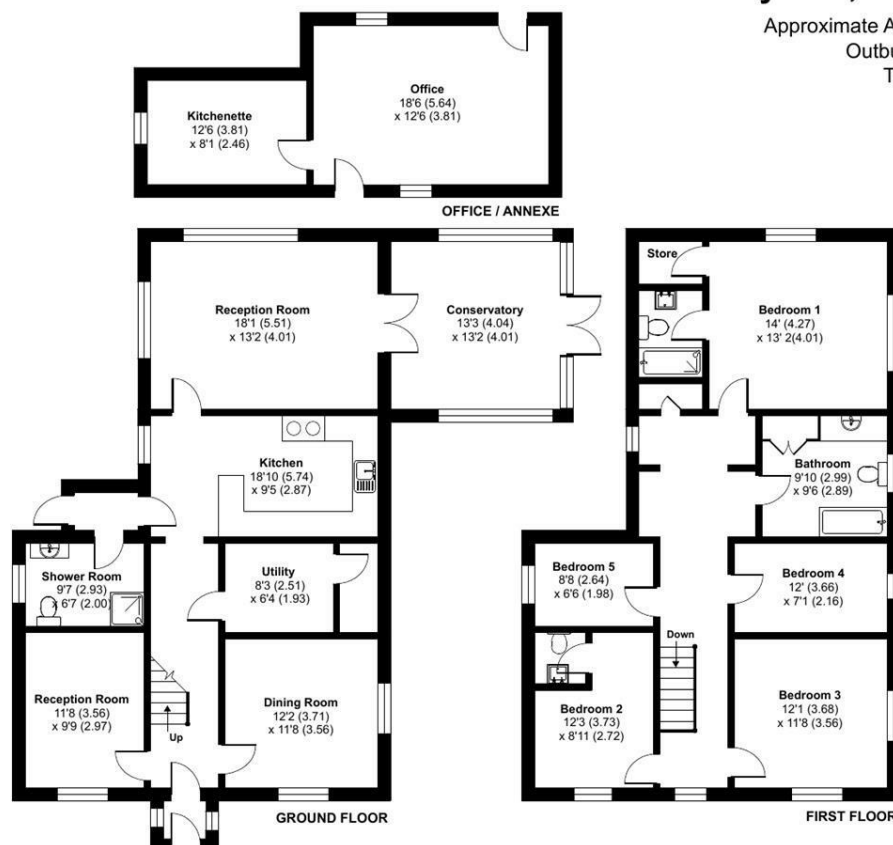 Approximate A
Outbu
T
Office
18'6 (5.64)
x 12'6 (3.81)
Kitchenette
12'6 (3.81)
x 8'1 (2.46)
OFFICE / ANNEXE
Reception Room
18'1 (5.51)
x 13'2 (4.01)
Conservatory
13'3 (4.04)
x 13'2 (4.01)
Kitchen
18'10 (5.74)
x 9'5 (2.87)
Shower Room
9'7 (2.93)
x 6'7 (2.00)
Utility
8'3 (2.51)
x 6'4 (1.93)
Reception Room
11'8 (3.56)
x 9'9 (2.97)
Up
Dining Room
12'2 (3.71)
x 11'8 (3.56)
GROUND FLOOR
Store
Bedroom 1
14' (4.27)
x 13' 2(4.01)
Bathroom
9'10 (2.99)
x 9'6 (2.89)
Bedroom 5
8'8 (2.64)
x 6'6 (1.98)
Bedroom 4
12' (3.66)
x 7'1 (2.16)
Down
Bedroom 2
12'3 (3.73)
x 8'11 (2.72)
Bedroom 3
12'1 (3.68)
x 11'8 (3.56)
FIRST FLOOR